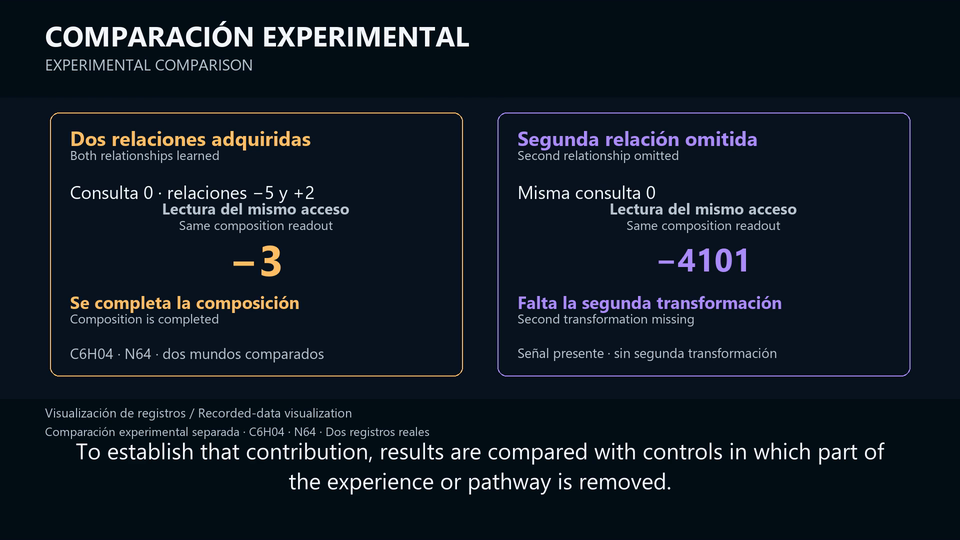 COMPARACIÓN EXPERIMENTAL
EXPERIMENTAL COMPARISON
Dos relaciones adquiridas
Both relationships learned
Consulta 0 · relaciones −5 y +2
Lectura del mismo acceso
Same composition readout
−3
Se completa la composición
Composition is completed
C6H04 · N64 · dos mundos comparados
Segunda relación omitida
Second relationship omitted
Misma consulta 0
Lectura del mismo acceso
Same composition readout
−4101
Falta la segunda transformación
Second transformation missing
Señal presente · sin segunda transformación
Visualización de registros / Recorded-data visualization
Comparación experimental separada · C6H04 · N64 · Dos registros reales
To establish that contribution, results are compared with controls in which part of
the experience or pathway is removed.